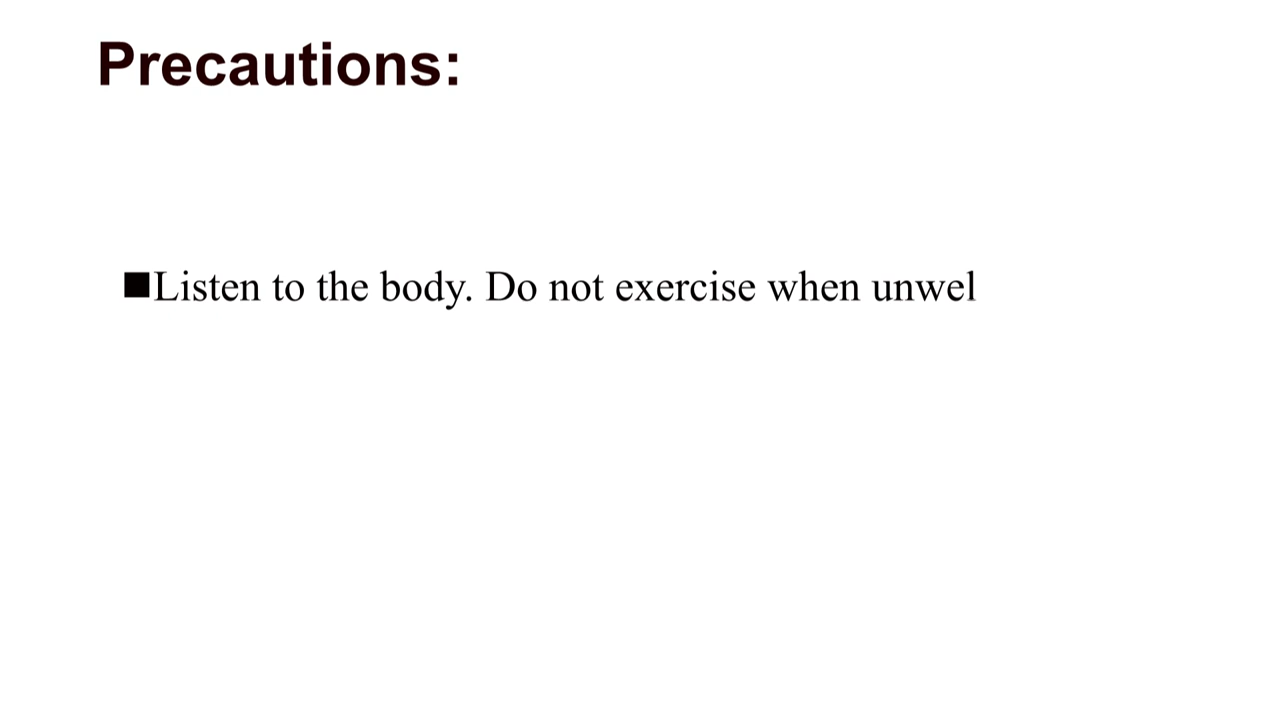 Precautions:
■Listen to the body. Do not exercise when unwel